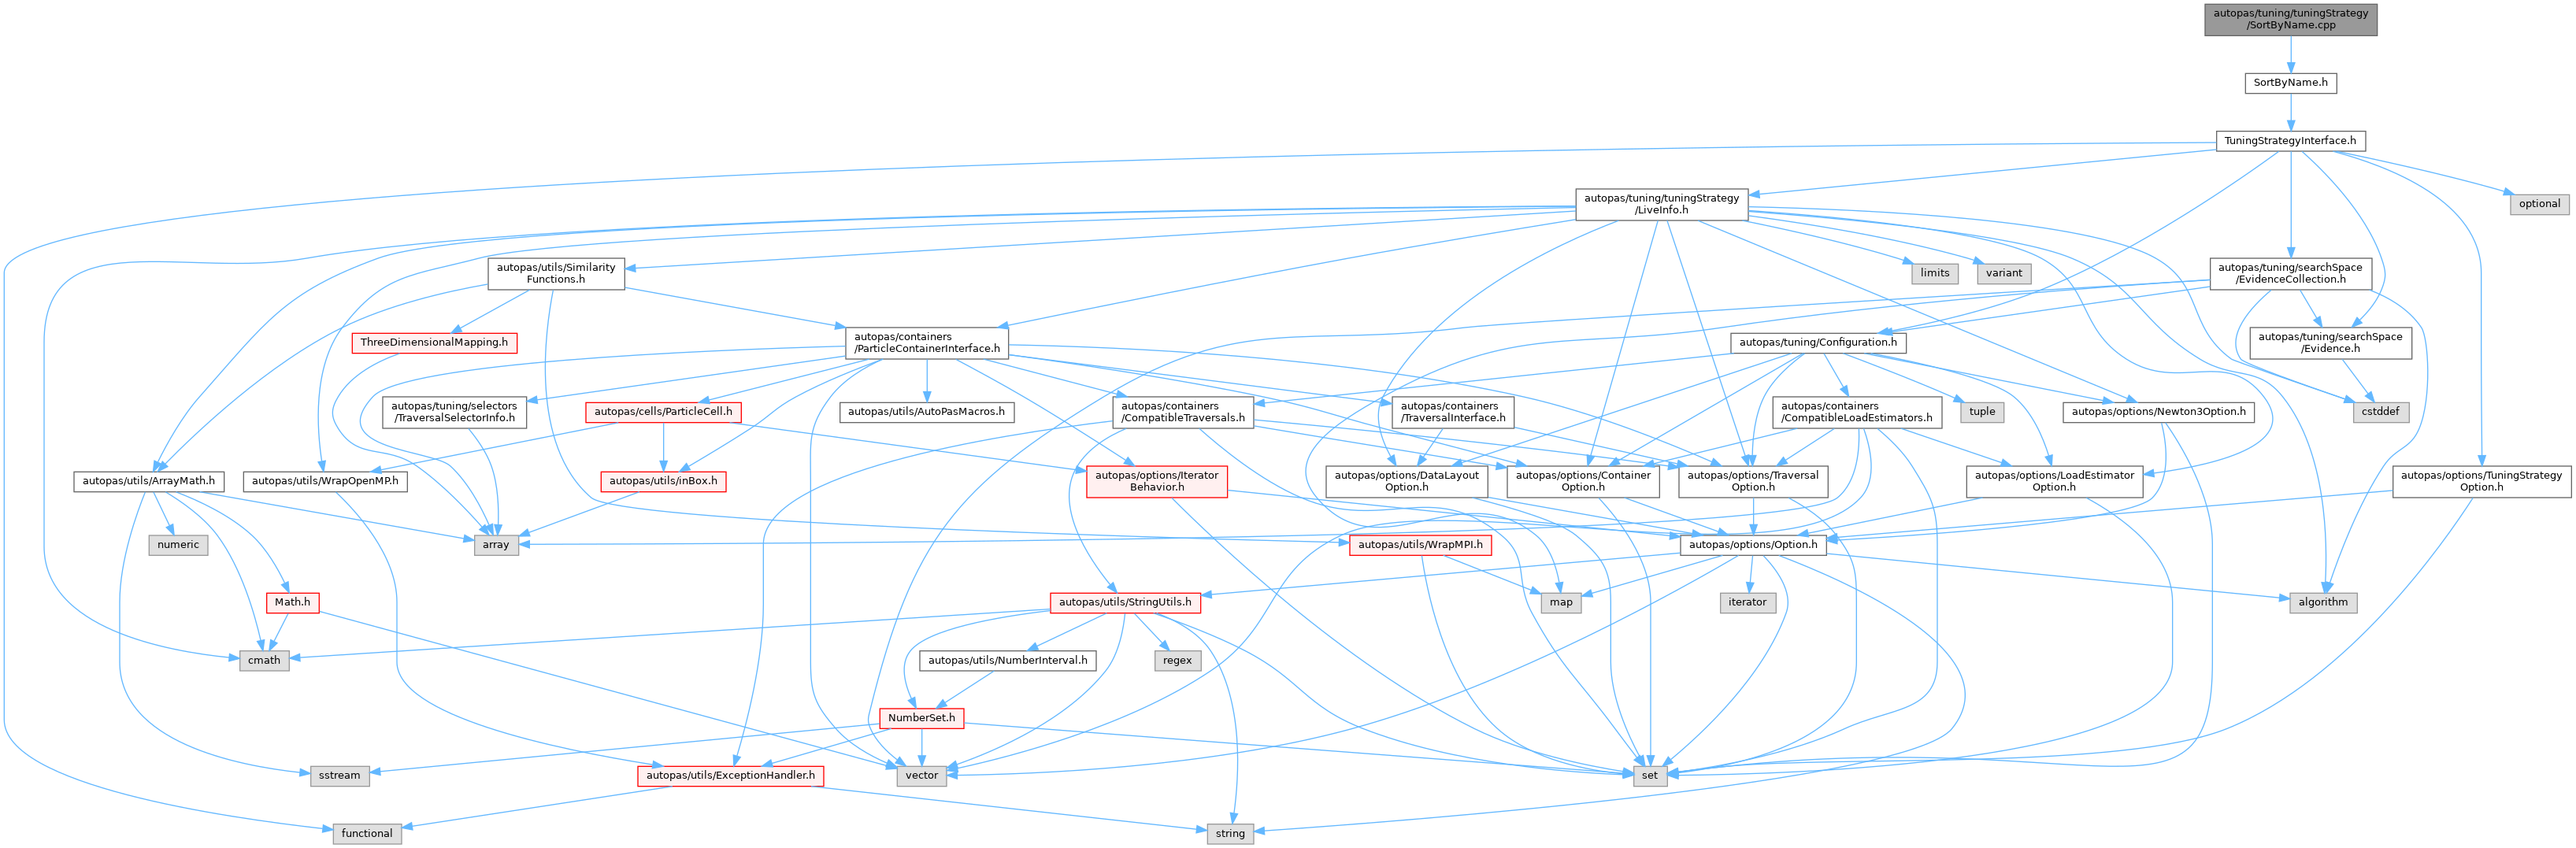 autopas/tuning/tuningStrategy
/SortByName.cpp
SortByName.h
TuningStrategyInterface.h
autopas/tuning/tuningStrategy
/LiveInfo.h
optional
autopas/utils/Similarity
Functions.h
limits
variant
autopas/tuning/searchSpace
/EvidenceCollection.h
ThreeDimensionalMapping.h
autopas/containers
/ParticleContainerInterface.h
autopas/tuning/Configuration.h
autopas/tuning/searchSpace
/Evidence.h
autopas/tuning/selectors
/TraversalSelectorInfo.h
autopas/cells/ParticleCell.h
autopas/utils/AutoPasMacros.h
autopas/containers
/CompatibleTraversals.h
autopas/containers
/TraversalInterface.h
autopas/containers
/CompatibleLoadEstimators.h
tuple
autopas/options/Newton3Option.h
cstddef
autopas/utils/ArrayMath.h
autopas/utils/WrapOpenMP.h
autopas/utils/inBox.h
autopas/options/Iterator
Behavior.h
autopas/options/DataLayout
Option.h
autopas/options/Container
Option.h
autopas/options/Traversal
Option.h
autopas/options/LoadEstimator
Option.h
autopas/options/TuningStrategy
Option.h
numeric
array
autopas/utils/WrapMPI.h
autopas/options/Option.h
Math.h
autopas/utils/StringUtils.h
map
iterator
algorithm
cmath
autopas/utils/NumberInterval.h
regex
NumberSet.h
sstream
autopas/utils/ExceptionHandler.h
vector
set
functional
string